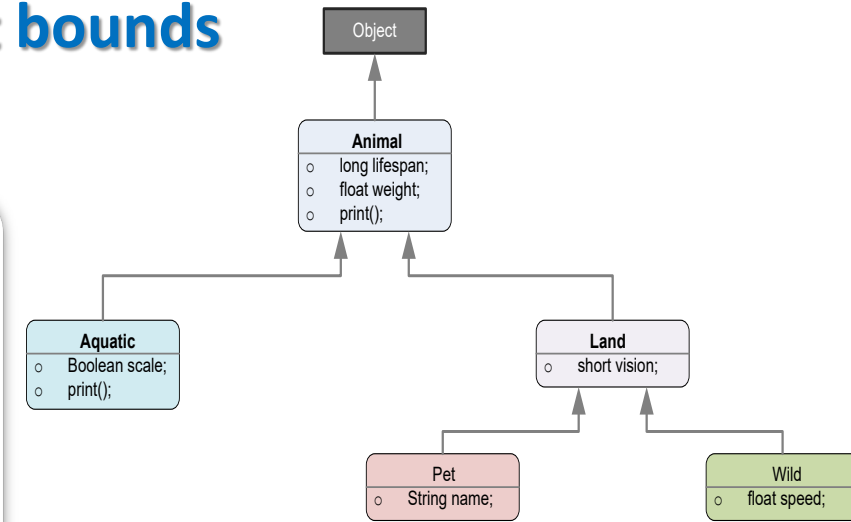 bounds
Object
Animal
o long lifespan;
o float weight;
o print();
Aquatic
o Boolean scale;
o print();
Land
o short vision;
Pet
o String name;
Wild
o float speed;